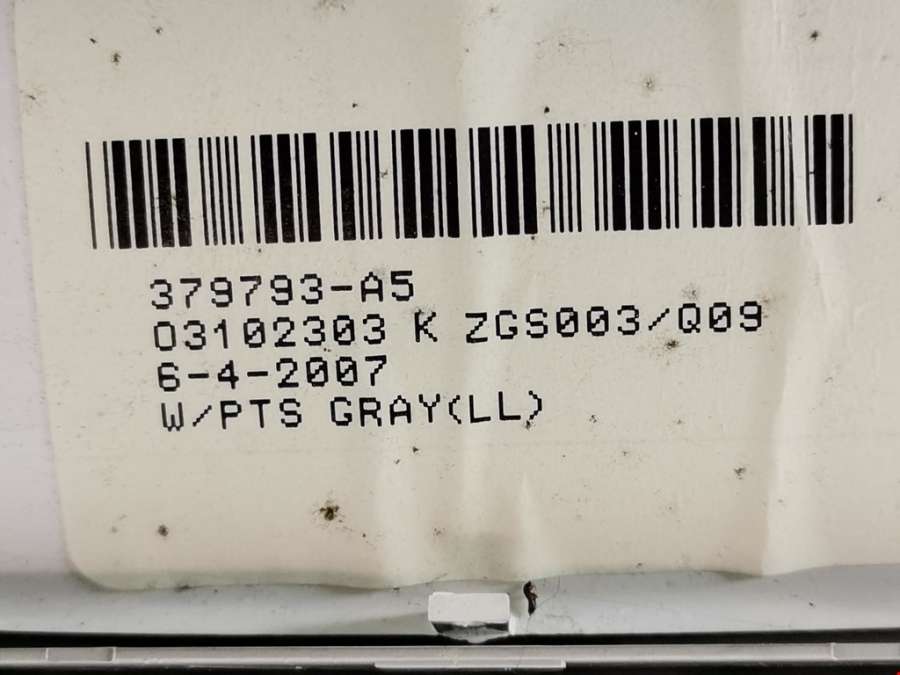 379793-A5
03102303 K ZGS003/Q09
6-4-2007
W/PTS GRAY(LL)